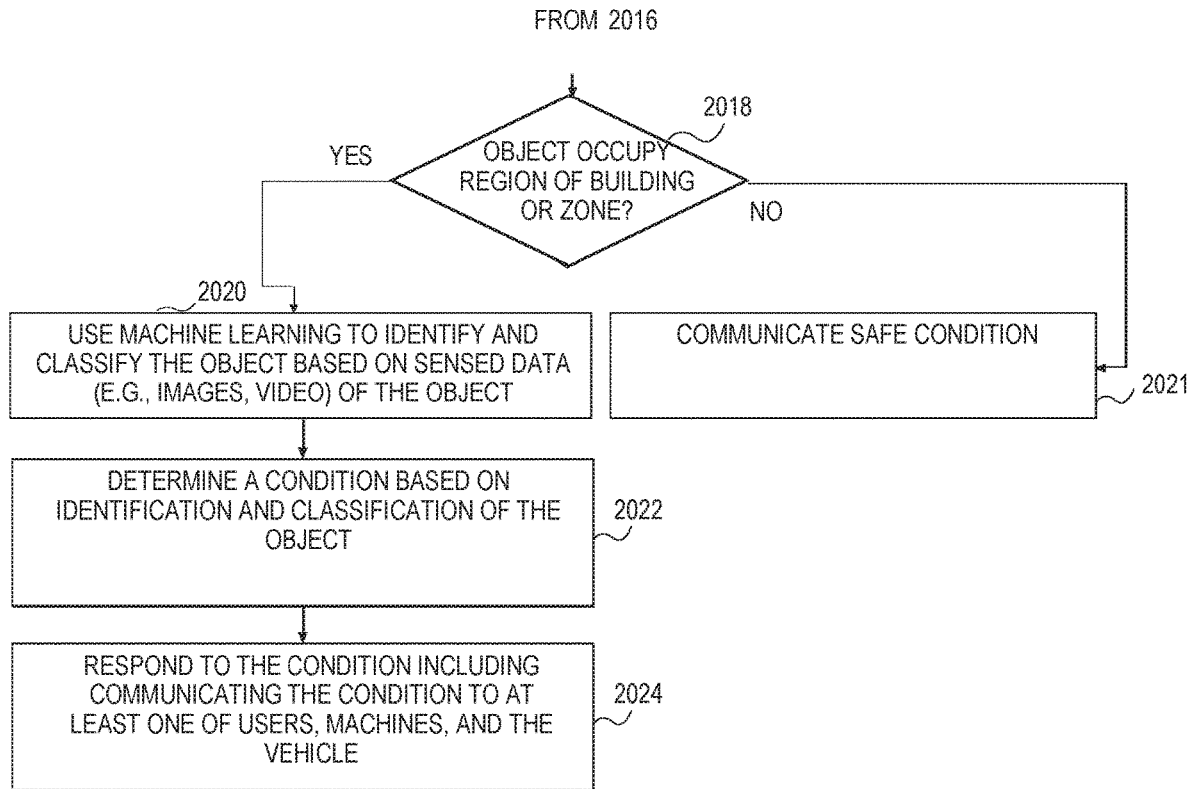 FROM 2016
2018
YES
OBJECT OCCUPY
REGION OF BUILDING
OR ZONE?
NO
2020
USE MACHINE LEARNING TO IDENTIFY AND
CLASSIFY THE OBJECT BASED ON SENSED DATA
(E.G., IMAGES, VIDEO) OF THE OBJECT
COMMUNICATE SAFE CONDITION
2021
DETERMINE A CONDITION BASED ON
IDENTIFICATION AND CLASSIFICATION OF THE
OBJECT
2022
RESPOND TO THE CONDITION INCLUDING
COMMUNICATING THE CONDITION TO AT
LEAST ONE OF USERS, MACHINES, AND THE
VEHICLE
2024